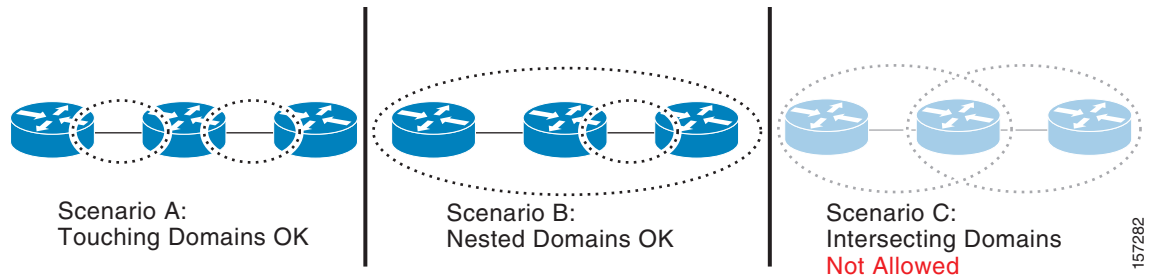 Scenario A:
Touching Domains OK
Scenario B:
Nested Domains OK
Scenario C:
Intersecting Domains
Not Allowed
157282